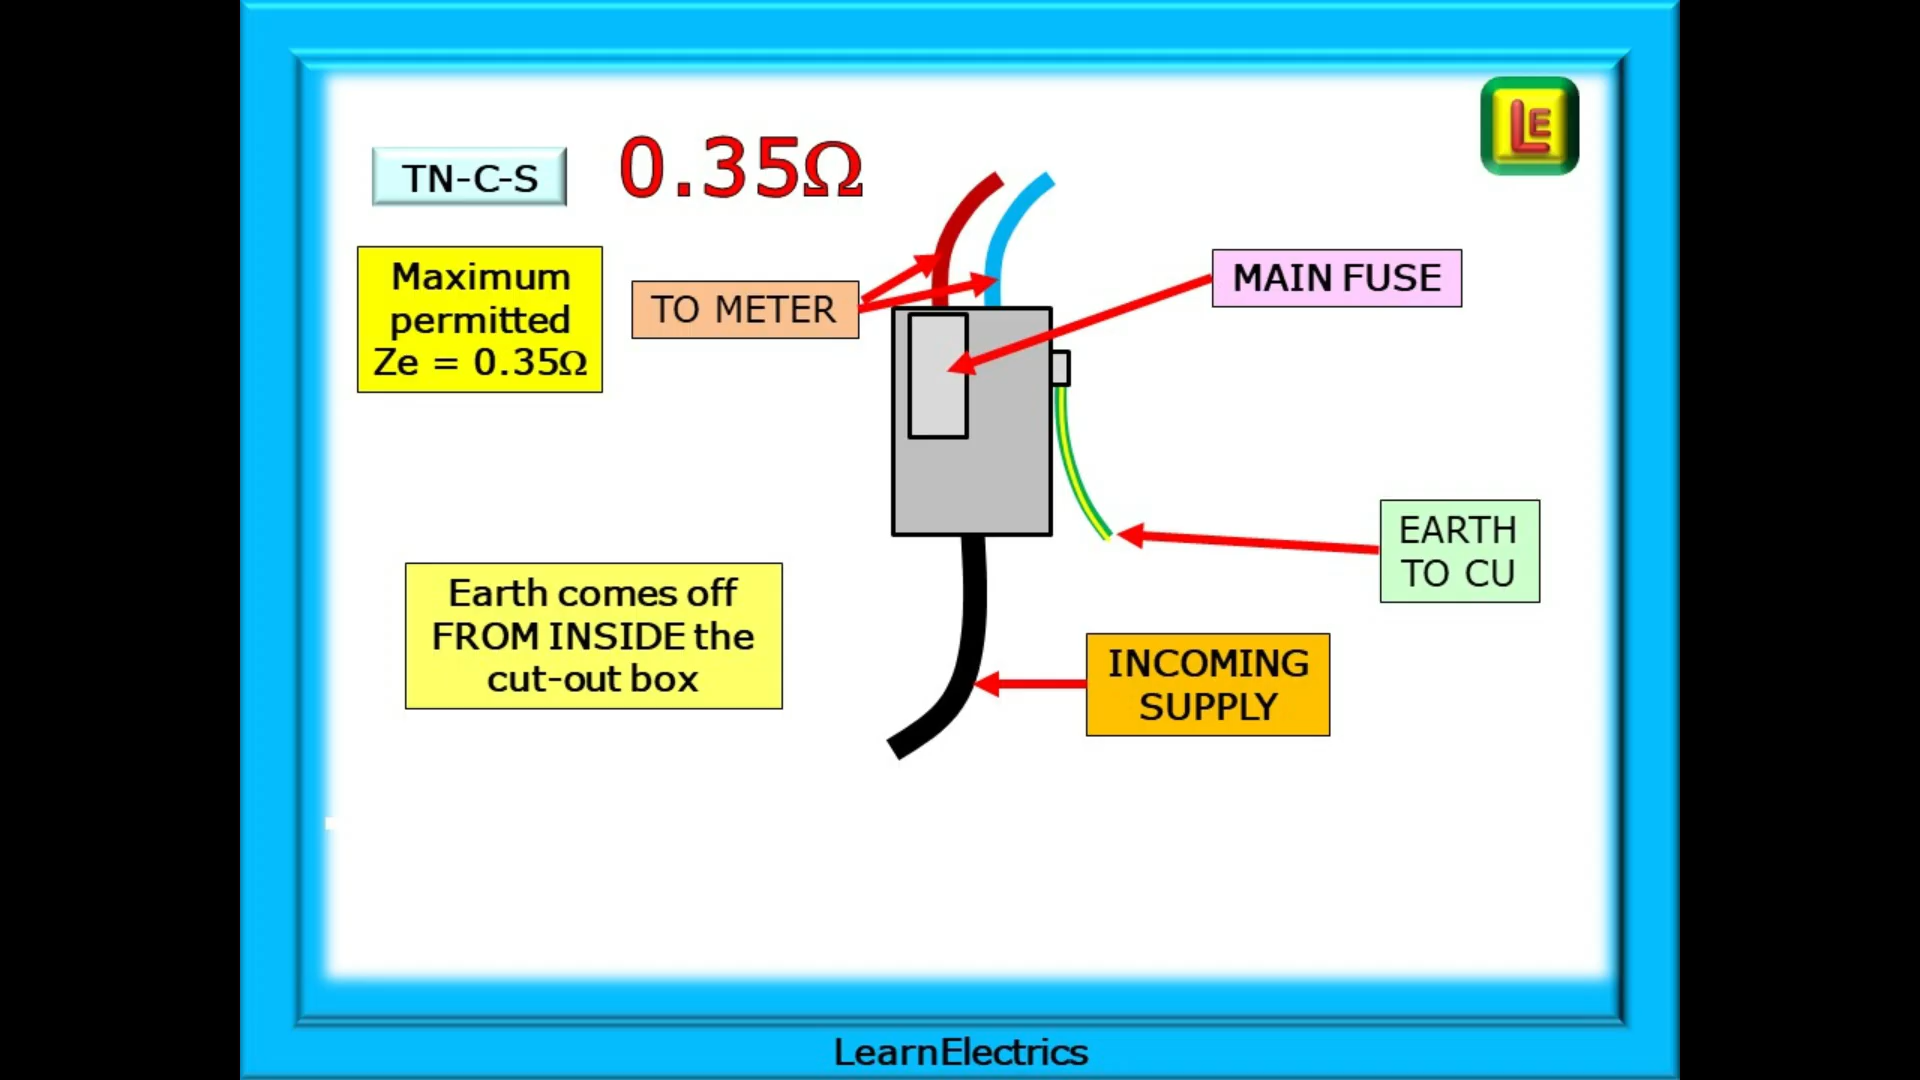 TN-C-S
0.35Ω
LE
Maximum
permitted
Ze = 0.35Ω
TO METER
MAIN FUSE
EARTH
TO CU
Earth comes off
FROM INSIDE the
cut-out box
INCOMING
SUPPLY
LearnElectrics